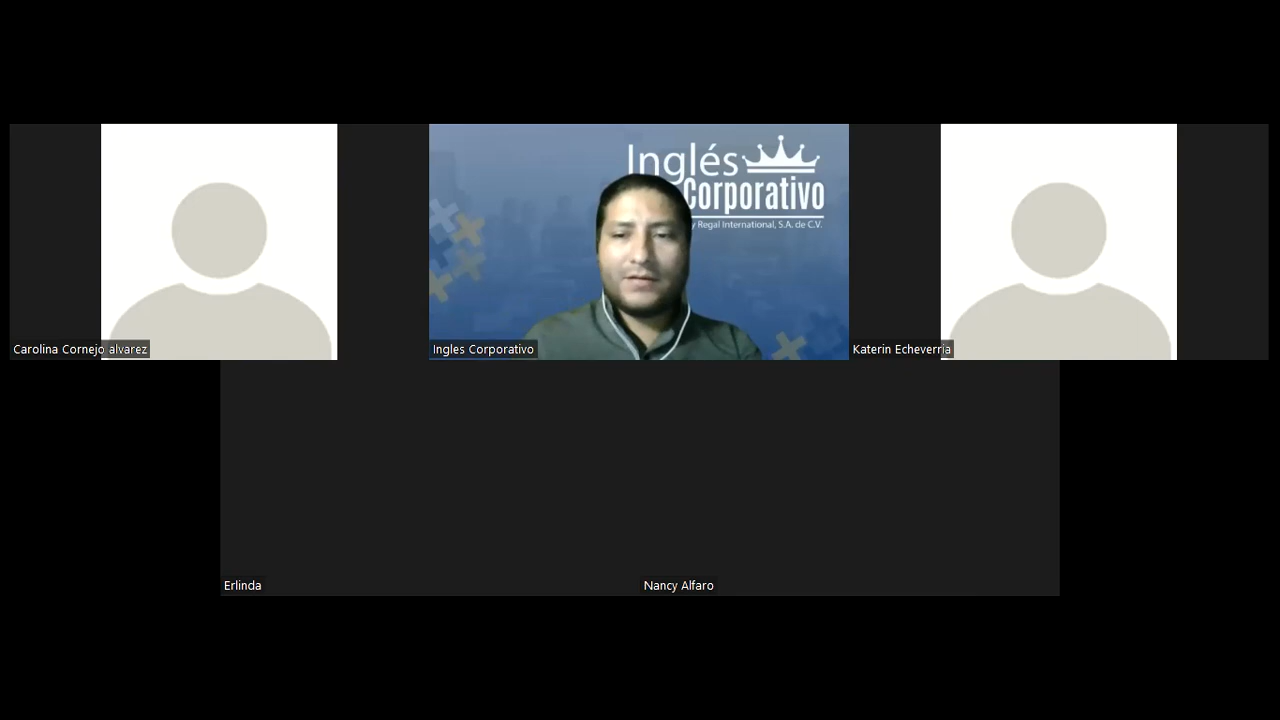 Inglés
Corporativo
y Regal International, S.A. de C.V.
Carolina Cornejo alvarez
Ingles Corporativo
Katerin Echeverria
Erlinda
Nancy Alfaro